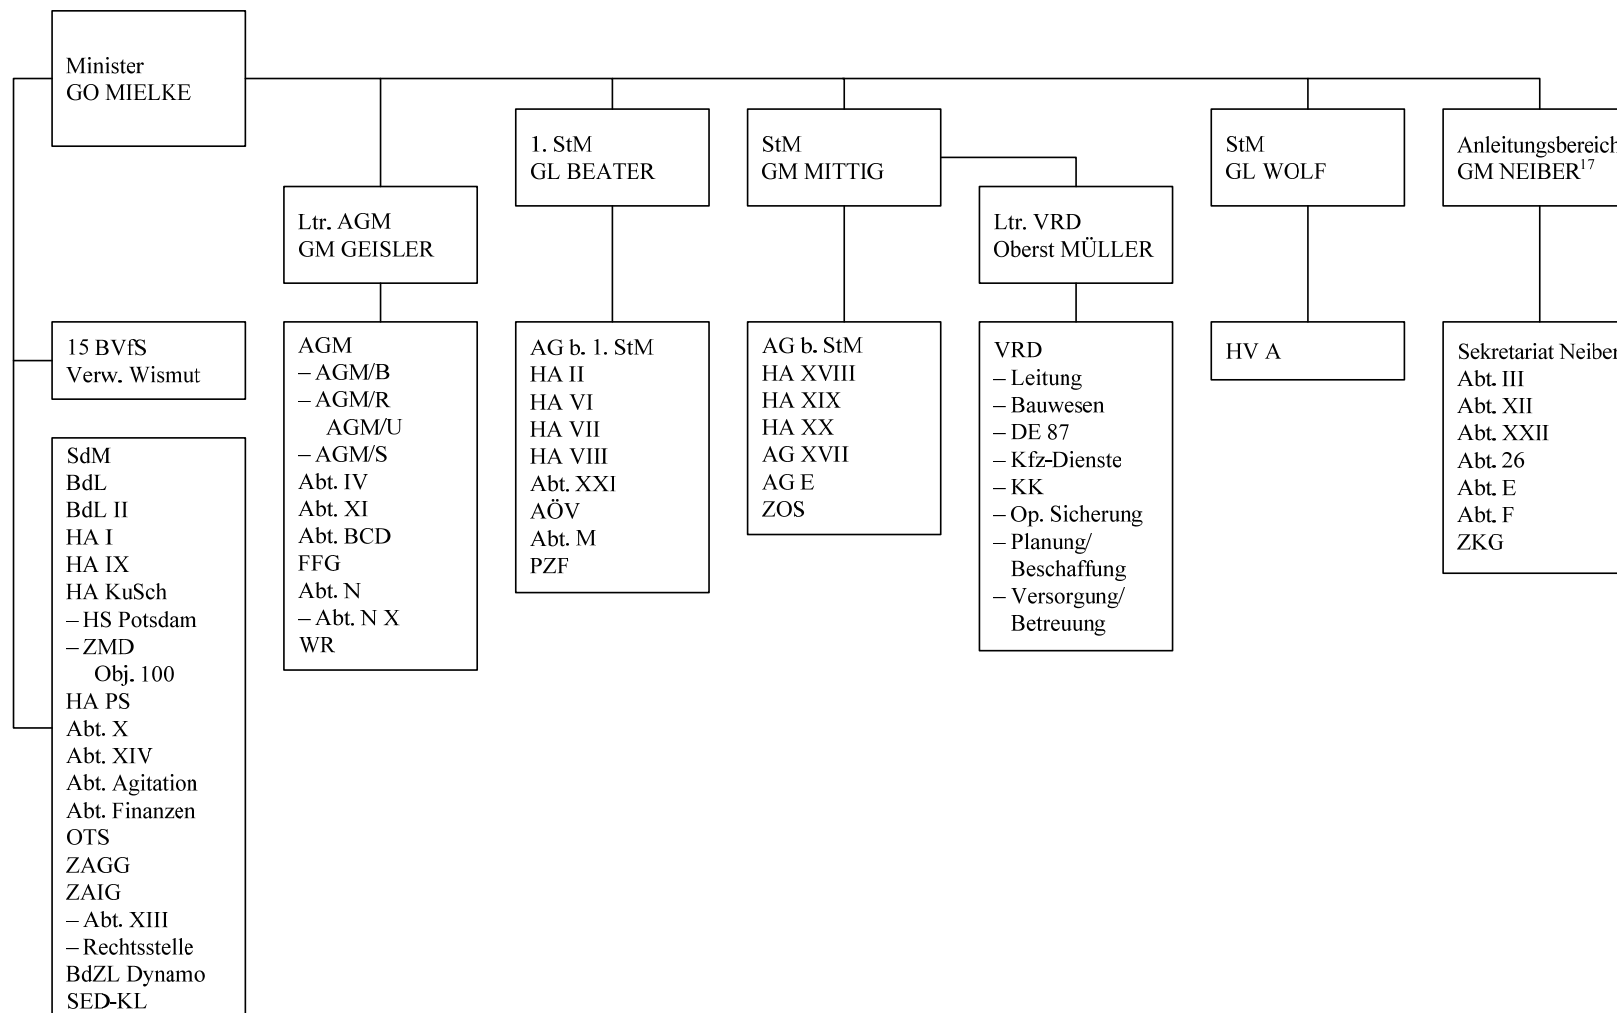 Minister
GO MIELKE
Ltr. AGM
GM GEISLER
1. StM
GL BEATER
StM
GM MITTIG
Ltr. VRD
Oberst MÜLLER
StM
GL WOLF
Anleitungsbereich
GM NEIBER17
15 BVfS
Verw. Wismut
SdM
BdL
BdL II
HA I
HA IX
HA KuSch
– HS Potsdam
– ZMD
Obj. 100
HA PS
Abt. X
Abt. XIV
Abt. Agitation
Abt. Finanzen
OTS
ZAGG
ZAIG
– Abt. XIII
– Rechtsstelle
BdZL Dynamo
SED-KL
AGM
– AGM/B
– AGM/R
AGM/U
– AGM/S
Abt. IV
Abt. XI
Abt. BCD
FFG
Abt. N
– Abt. N X
WR
AG b. 1. StM
HA II
HA VI
HA VII
HA VIII
Abt. XXI
AÖV
Abt. M
PZF
AG b. StM
HA XVIII
HA XIX
HA XX
AG XVII
AG E
ZOS
VRD
– Leitung
– Bauwesen
– DE 87
– Kfz-Dienste
– KK
– Op. Sicherung
– Planung/
Beschaffung
– Versorgung/
Betreuung
HV A
Sekretariat Neiber
Abt. III
Abt. XII
Abt. XXII
Abt. 26
Abt. E
Abt. F
ZKG